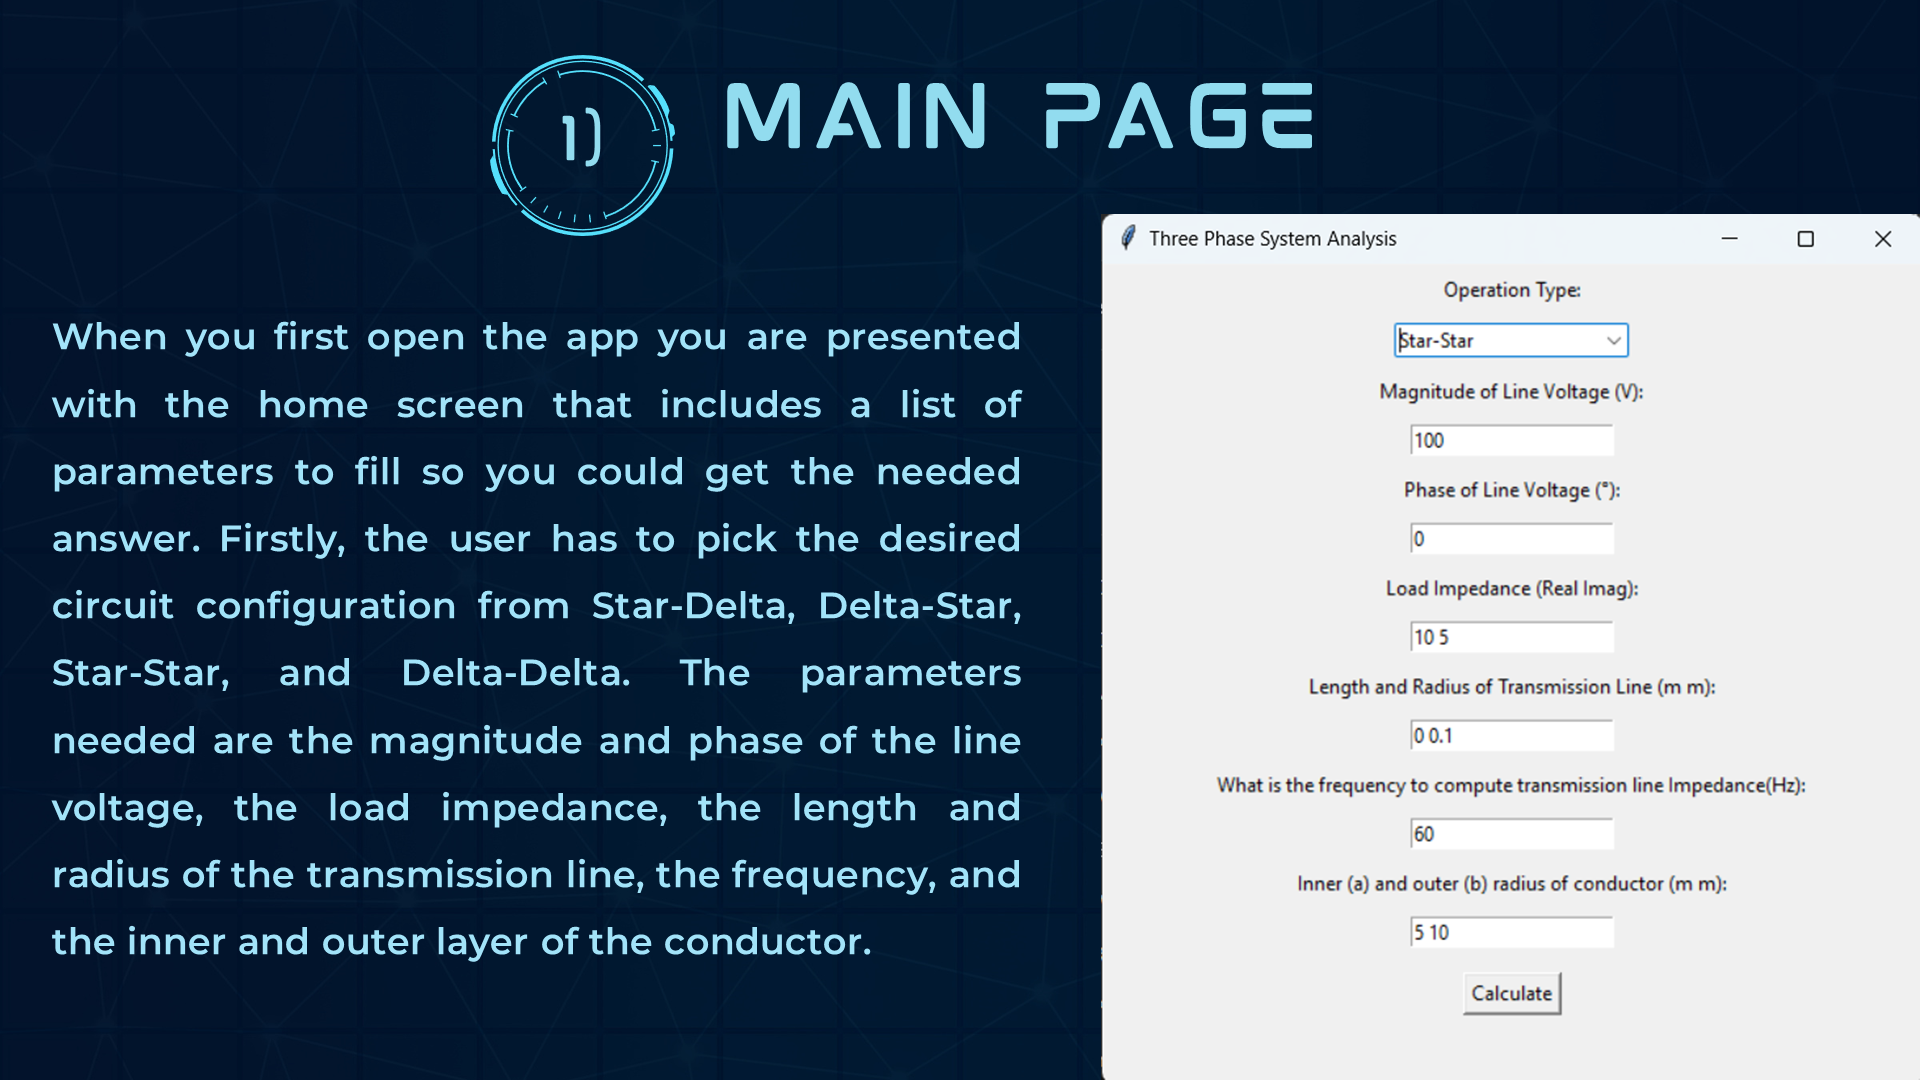 1)
MAIN PAGE
When you first open the app you are presented
with the home screen that includes a list of
parameters to fill so you could get the needed
answer. Firstly, the user has to pick the desired
circuit configuration from Star-Delta, Delta-Star,
Star-Star, and Delta-Delta. The parameters
needed are the magnitude and phase of the line
voltage, the load impedance, the length and
radius of the transmission line, the frequency, and
the inner and outer layer of the conductor.
Three Phase System Analysis
Operation Type:
Star-Star
Magnitude of Line Voltage (V):
100
Phase of Line Voltage (°):
0
Load Impedance (Real Imag):
10 5
Length and Radius of Transmission Line (m m):
0 0.1
What is the frequency to compute transmission line Impedance(Hz):
60
Inner (a) and outer (b) radius of conductor (m m):
5 10
Calculate